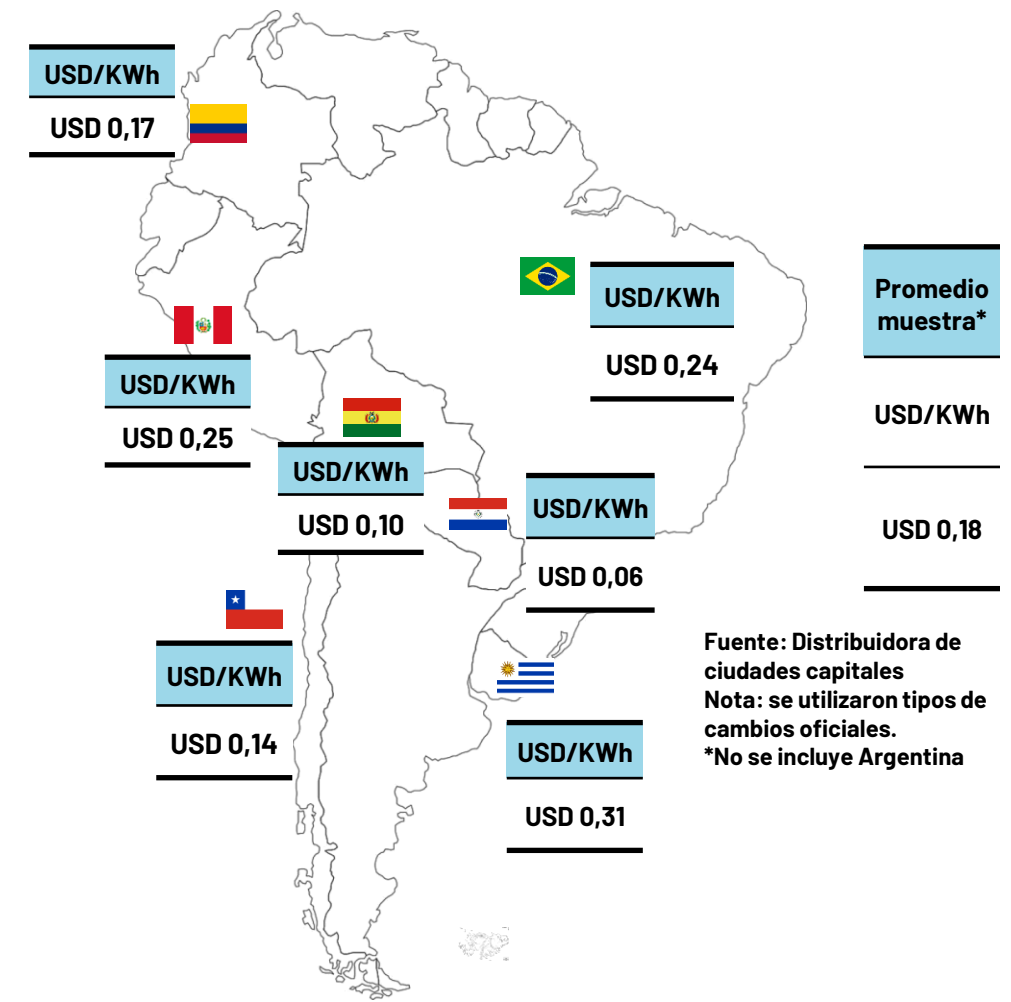 USD/KWh
USD 0,17
USD/KWh
USD 0,24
Promedio
muestra*
USD/KWh
USD 0,18
USD/KWh
USD 0,25
USD/KWh
USD 0,10
USD/KWh
USD 0,06
USD/KWh
USD 0,14
USD/KWh
USD 0,31
Fuente: Distribuidora de
ciudades capitales
Nota: se utilizaron tipos de
cambios oficiales.
*No se incluye Argentina